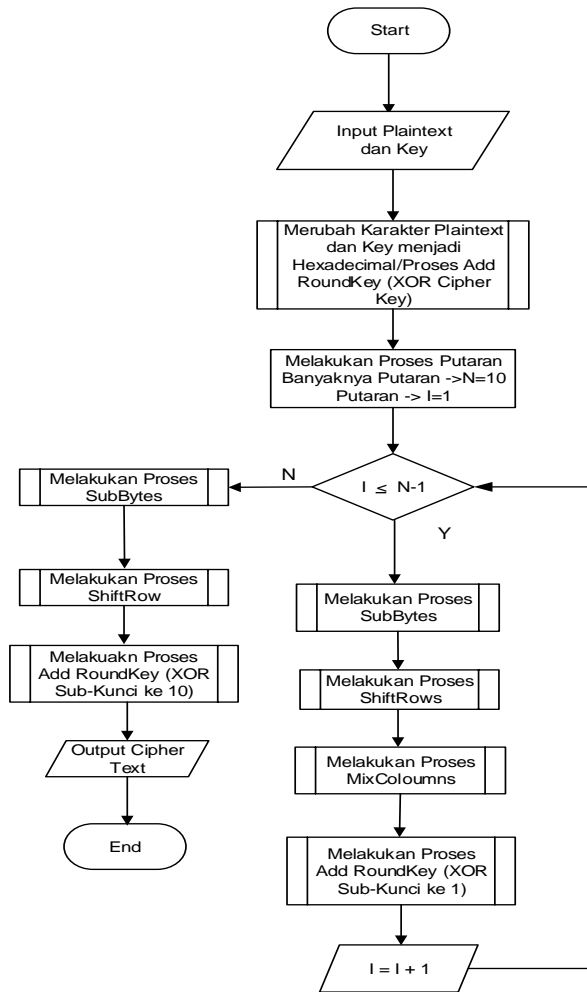 Start
Input Plaintext
dan Key
Merubah Karakter Plaintext
dan Key menjadi
Hexadecimal/Proses Add
RoundKey (XOR Cipher
Key)
Melakukan Proses Putaran
Banyaknya Putaran ->N=10
Putaran -> I=1
I ≤ N-1
N
Y
Melakukan Proses
SubBytes
Melakukan Proses
ShiftRow
Melakuakn Proses
Add RoundKey (XOR
Sub-Kunci ke 10)
Output Cipher
Text
End
Melakukan Proses
SubBytes
Melakukan Proses
ShiftRows
Melakukan Proses
MixColoumns
Melakukan Proses
Add RoundKey (XOR
Sub-Kunci ke 1)
I = I + 1